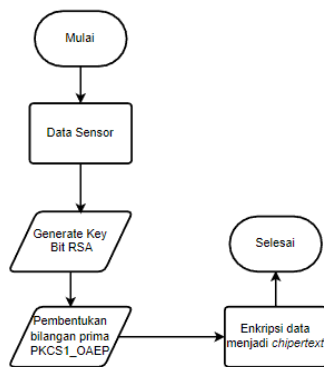 Mulai
Data Sensor
Generate Key
Bit RSA
Pembentukan
bilangan prima
PKCS1_OAEP
Enkripsi data
menjadi chipertext
Selesai